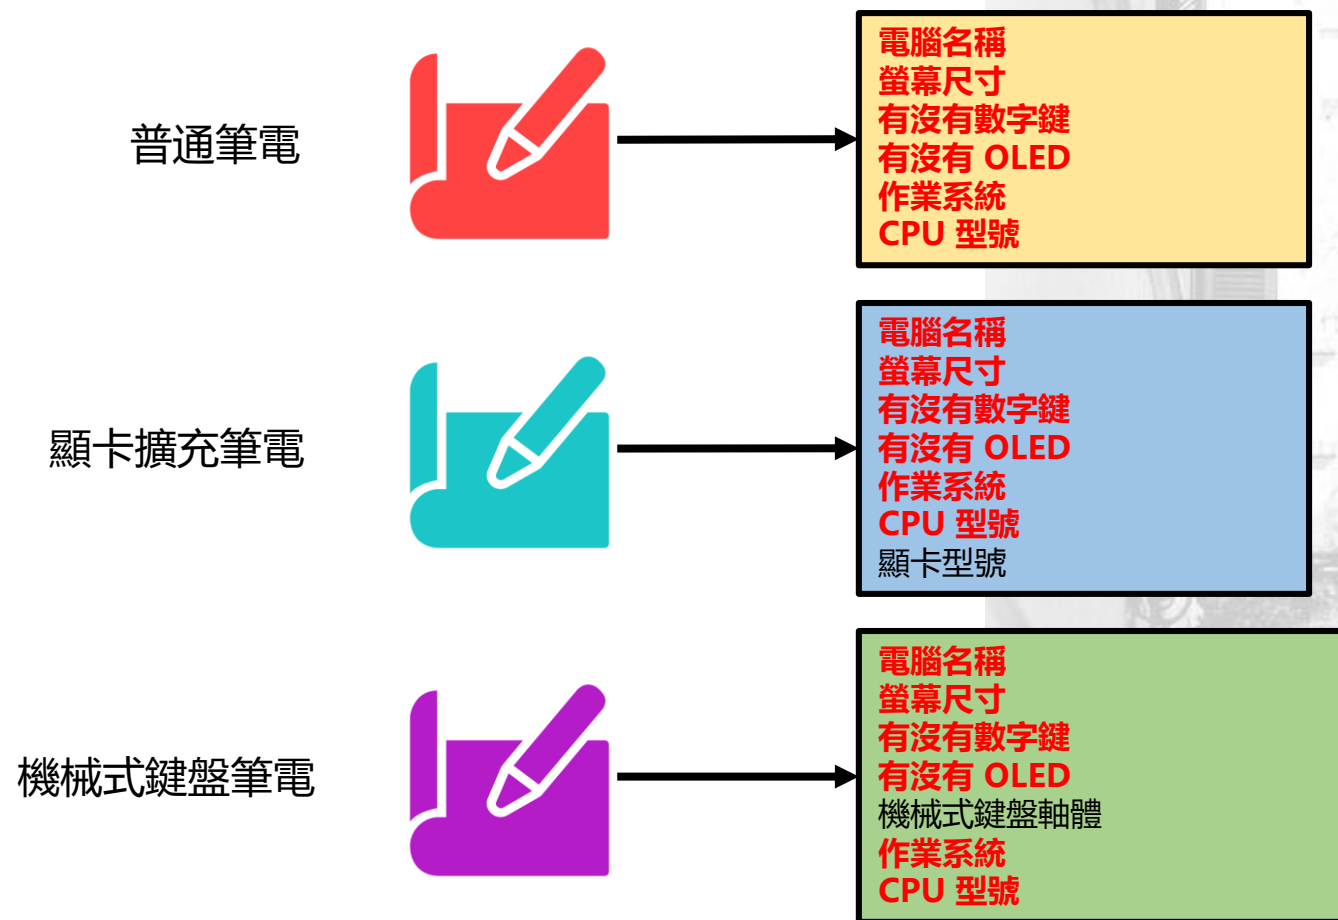 普通筆電
電腦名稱
螢幕尺寸
有沒有數字鍵
有沒有 OLED
作業系統
CPU 型號
顯卡擴充筆電
電腦名稱
螢幕尺寸
有沒有數字鍵
有沒有 OLED
作業系統
CPU 型號
顯卡型號
機械式鍵盤筆電
電腦名稱
螢幕尺寸
有沒有數字鍵
有沒有 OLED
機械式鍵盤軸體
作業系統
CPU 型號